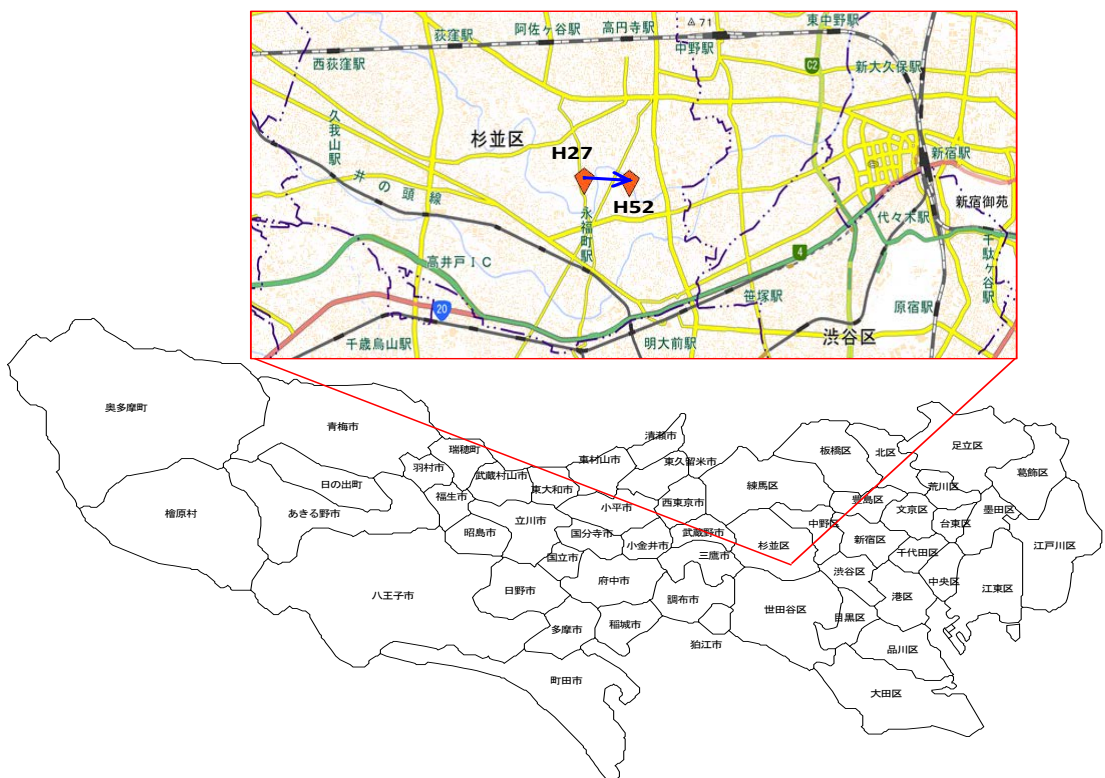 阿佐ヶ谷駅
高円寺駅
71
東中野駅
荻窪駅
中野駅
西荻窪駅
C2
新大久保駅
久我山駅
杉並区
H27
新宿駅
井の頭線
H52
新宿御苑
永福町駅
代々木駅
千駄ヶ谷駅
高井戸IC
4
笹塚駅
原宿駅
20
千歳烏山駅
明大前駅
渋谷区
奥多摩町
青梅市
瑞穂町
清瀬市
東村山市
東久留米市
板橋区
北区
足立区
羽村市
武蔵村山市
東大和市
練馬区
葛飾区
日の出町
福生市
小平市
西東京市
豊島区
荒川区
文京区
墨田区
檜原村
あきる野市
昭島市
立川市
国分寺市
小金井市
武蔵野市
杉並区
中野区
新宿区
台東区
江戸川区
国立市
三鷹市
千代田区
八王子市
日野市
府中市
調布市
世田谷区
渋谷区
港区
中央区
江東区
多摩市
稲城市
狛江市
目黒区
品川区
町田市
大田区